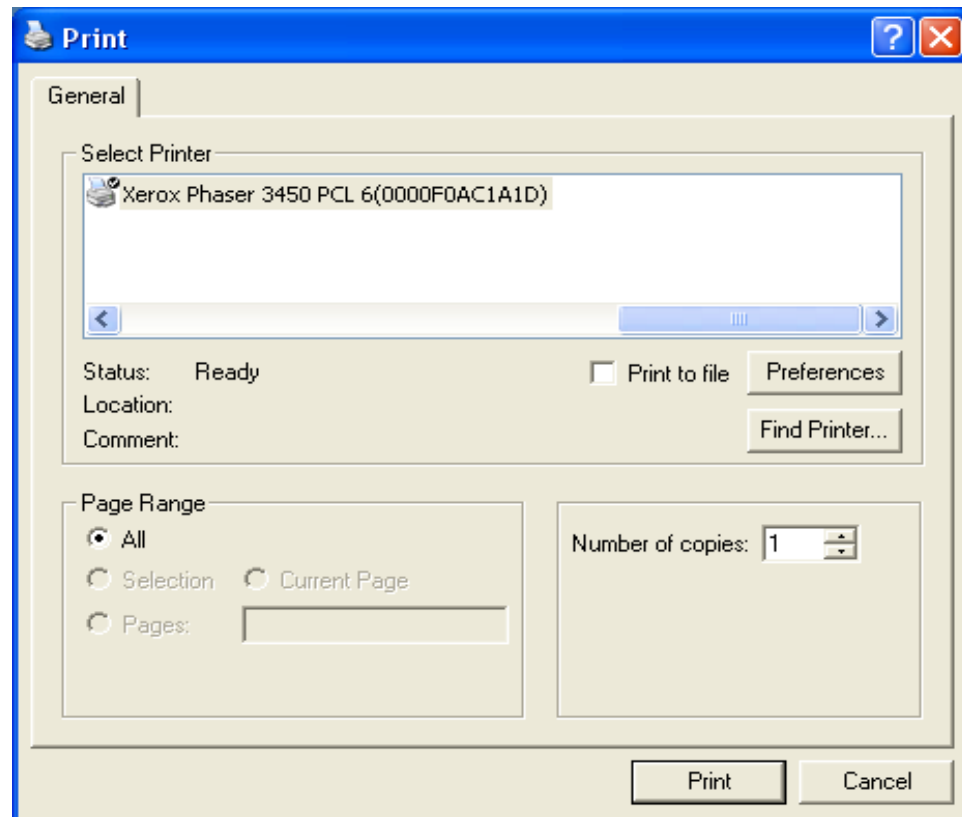 Print
General
Select Printer
Xerox Phaser 3450 PCL 6(0000F0AC1A1D)
Status: Ready
Print to file
Preferences
Location:
Comment:
Find Printer...
Page Range
All
Number of copies: 1
Selection Current Page
Pages:
Print Cancel